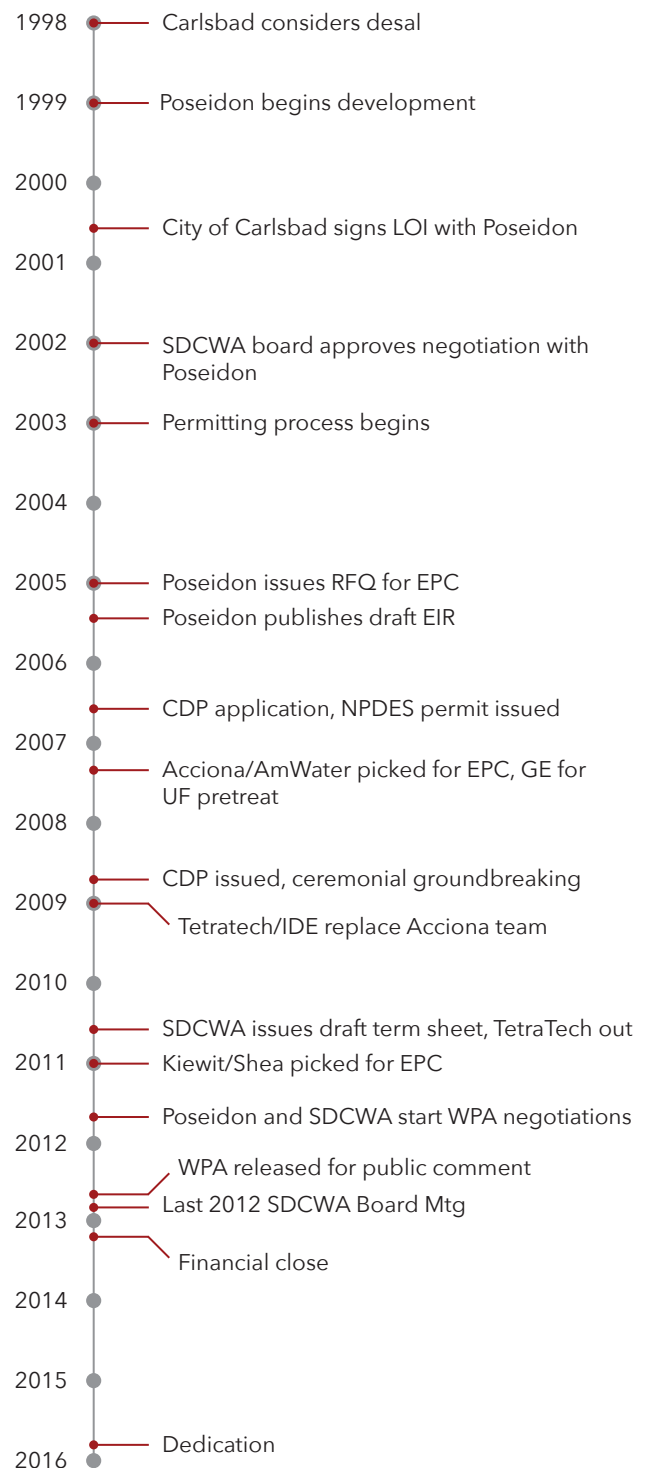 1998
Carlsbad considers desal
1999
Poseidon begins development
2000
City of Carlsbad signs LOI with Poseidon
2001
2002
SDCWA board approves negotiation with
Poseidon
2003
Permitting process begins
2004
2005
Poseidon issues RFQ for EPC
Poseidon publishes draft EIR
2006
CDP application, NPDES permit issued
2007
Acciona/AmWater picked for EPC, GE for
UF pretreat
2008
CDP issued, ceremonial groundbreaking
2009
Tetratech/IDE replace Acciona team
2010
SDCWA issues draft term sheet, TetraTech out
2011
Kiewit/Shea picked for EPC
Poseidon and SDCWA start WPA negotiations
2012
WPA released for public comment
Last 2012 SDCWA Board Mtg
2013
Financial close
2014
2015
Dedication
2016